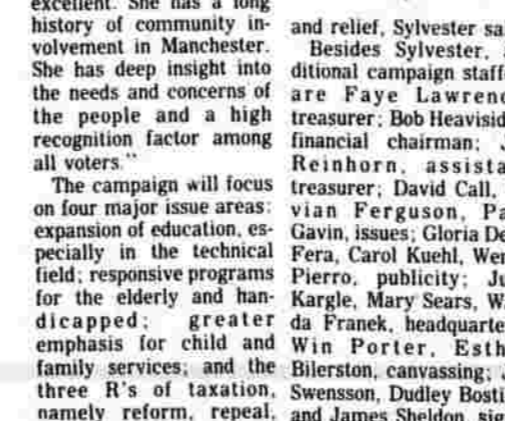 excellent. She has a long
history of community in-
volvement in Manchester.
She has deep insight into
the needs and concerns of
the people and a high
recognition factor among
all voters."
The campaign will focus
on four major issue areas:
expansion of education, es-
pecially in the technical
field; responsive programs
for the elderly and han-
dicapped; greater
emphasis for child and
family services; and the
three R's of taxation,
namely reform, repeal,
and relief, Sylvester sa
Besides Sylvester,
ditional campaign staff
are Faye Lawrenc
treasurer; Bob Heavisid
financial chairman; J
Reinhorn, assista
treasurer; David Call,
vian Ferguson, Pa
Gavin, issues; Gloria De
Fera, Carol Kuehl, Wer
Pierro, publicity; Ju
Kargle, Mary Sears, W
da Franek, headquarte
Win Porter, Esth
Bilerston, canvassing; J
Swensson, Dudley Bosti
and James Sheldon, sig